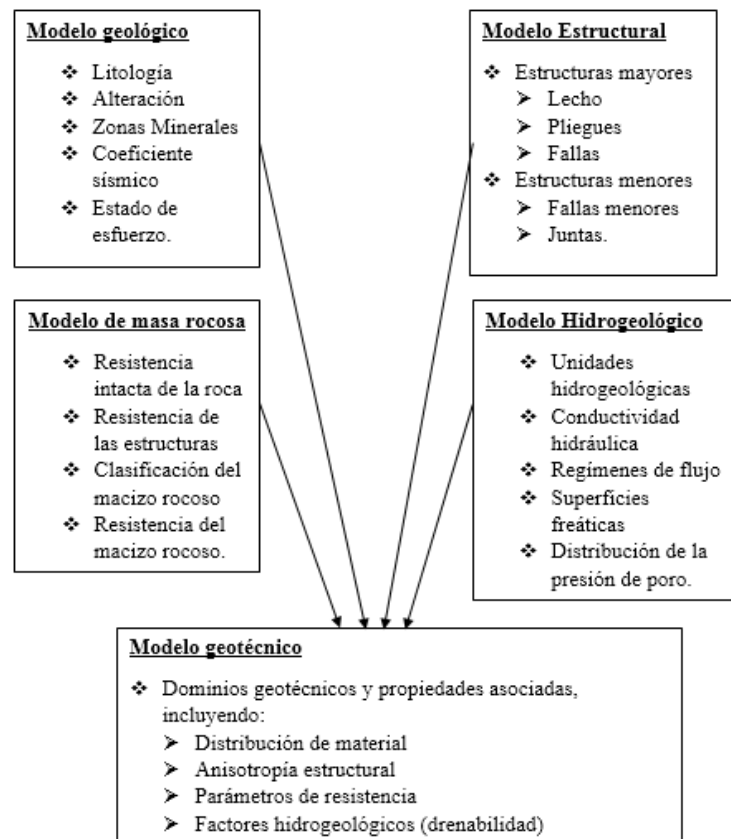 Modelo geológico
❖ Litología
❖ Alteración
❖ Zonas Minerales
❖ Coeficiente
sísmico
❖ Estado de
esfuerzo.
Modelo Estructural
❖ Estructuras mayores
➤ Lecho
➤ Pliegues
➤ Fallas
❖ Estructuras menores
➤ Fallas menores
➤ Juntas.
Modelo de masa rocosa
❖ Resistencia
intacta de la roca
❖ Resistencia de
las estructuras
❖ Clasificación del
macizo rocoso
❖ Resistencia del
macizo rocoso.
Modelo Hidrogeológico
❖ Unidades
hidrogeológicas
❖ Conductividad
hidráulica
❖ Regímenes de flujo
❖ Superfícies
freáticas
❖ Distribución de la
presión de poro.
Modelo geotécnico
❖ Dominios geotécnicos y propiedades asociadas,
incluyendo:
➤ Distribución de material
➤ Anisotropía estructural
➤ Parámetros de resistencia
➤ Factores hidrogeológicos (drenabilidad)